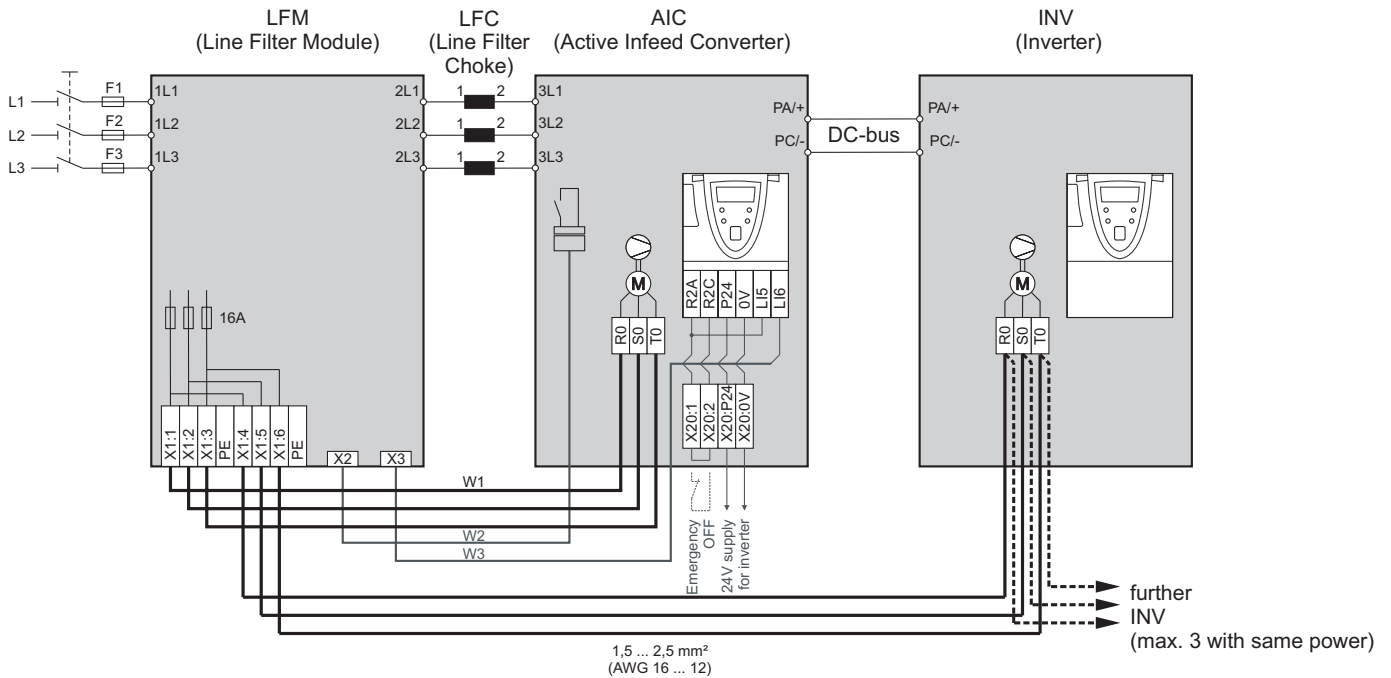 LFM
(Line Filter Module)
LFC
(Line Filter
Choke)
AIC
(Active Infeed Converter)
INV
(Inverter)
L1
F1
1L1
2L1
1
2
3L1
L2
F2
1L2
2L2
1
2
3L2
L3
F3
1L3
2L3
1
2
3L3
PA/+
PC/-
DC-bus
PA/+
PC/-
16A
M
R0
S0
T0
R2A
R2C
P24
0V
LI5
LI6
M
R0
S0
T0
X1:1
X1:2
X1:3
PE
X1:4
X1:5
X1:6
PE
X2
X3
X20:1
X20:2
X20:P24
X20:0V
W1
W2
W3
Emergency
OFF
24V supply
for inverter
further
INV
(max. 3 with same power)
1,5 ... 2,5 mm²
(AWG 16 ... 12)